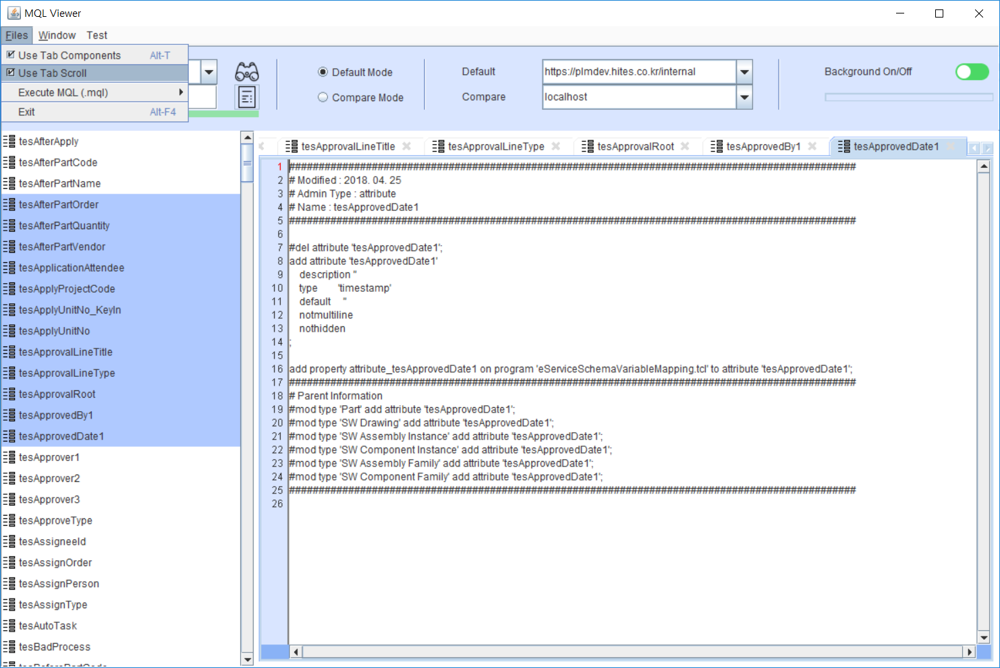 MQL Viewer
Files Window Test
Use Tab Components Alt-T
Use Tab Scroll
Execute MQL (.mql)
Exit Alt-F4
Default Mode
Compare Mode
Default https://plmdev.hites.co.kr/internal
Compare localhost
Background On/Off
tesAfterApply
tesAfterPartCode
tesAfterPartName
tesAfterPartOrder
tesAfterPartQuantity
tesAfterPartVendor
tesApplicationAttendee
tesApplyProjectCode
tesApplyUnitNo_KeyIn
tesApplyUnitNo
tesApprovalLineTitle
tesApprovalLineType
tesApprovalRoot
tesApprovedBy1
tesApprovedDate1
tesApprover1
tesApprover2
tesApprover3
tesApproveType
tesAssigneeId
tesAssignOrder
tesAssignPerson
tesAssignType
tesAutoTask
tesBadProcess
tesApprovalLineTitle tesApprovalLineType tesApprovalRoot tesApprovedBy1 tesApprovedDate1
1 ########################################################################################################
2 # Modified : 2018. 04. 25
3 # Admin Type : attribute
4 # Name : tesApprovedDate1
5 ########################################################################################################
6
7 #del attribute 'tesApprovedDate1';
8 add attribute 'tesApprovedDate1'
9 description ''
10 type 'timestamp'
11 default ''
12 notmultiline
13 nothidden
14 ;
15
16 add property attribute_tesApprovedDate1 on program 'eServiceSchemaVariableMapping.tcl' to attribute 'tesApprovedDate1';
17 ########################################################################################################
18 # Parent Information
19 #mod type 'Part' add attribute 'tesApprovedDate1';
20 #mod type 'SW Drawing' add attribute 'tesApprovedDate1';
21 #mod type 'SW Assembly Instance' add attribute 'tesApprovedDate1';
22 #mod type 'SW Component Instance' add attribute 'tesApprovedDate1';
23 #mod type 'SW Assembly Family' add attribute 'tesApprovedDate1';
24 #mod type 'SW Component Family' add attribute 'tesApprovedDate1';
25 ########################################################################################################
26